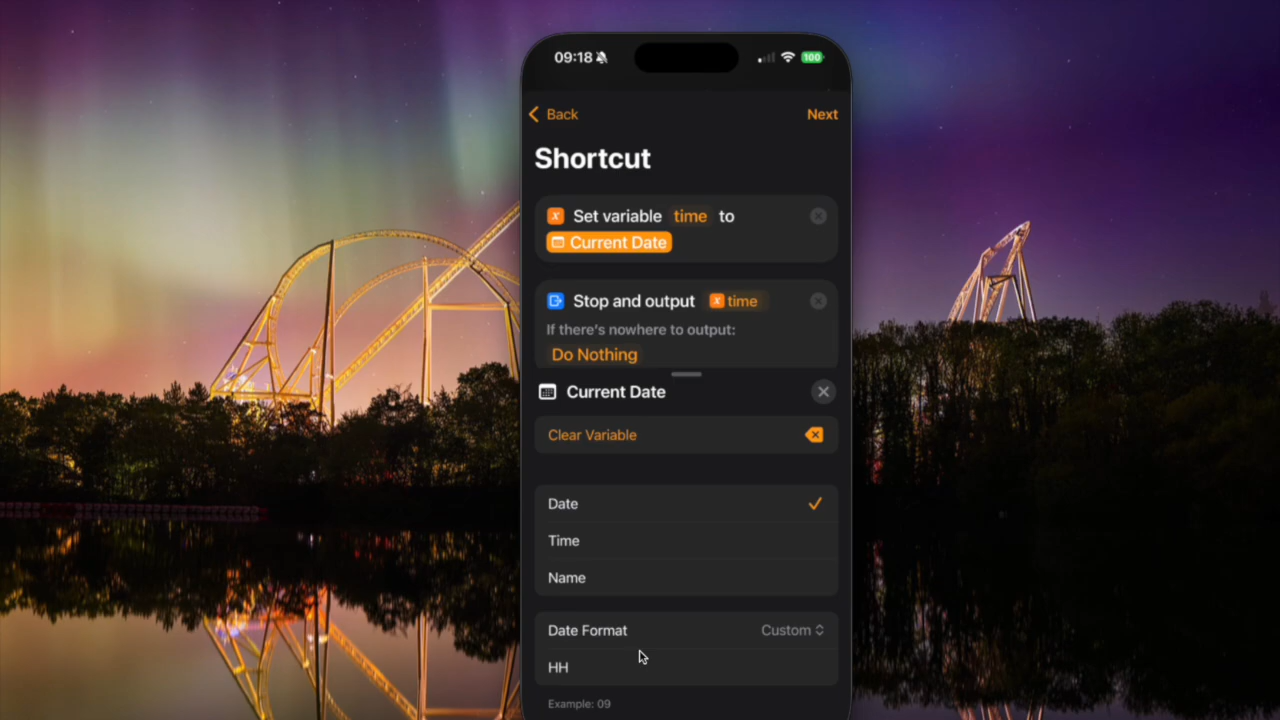 09:18
100
Back
Next
Shortcut
x Set variable time to
Current Date
Stop and output x time
If there's nowhere to output:
Do Nothing
Current Date
Clear Variable
Date
Time
Name
Date Format Custom
HH
Example: 09